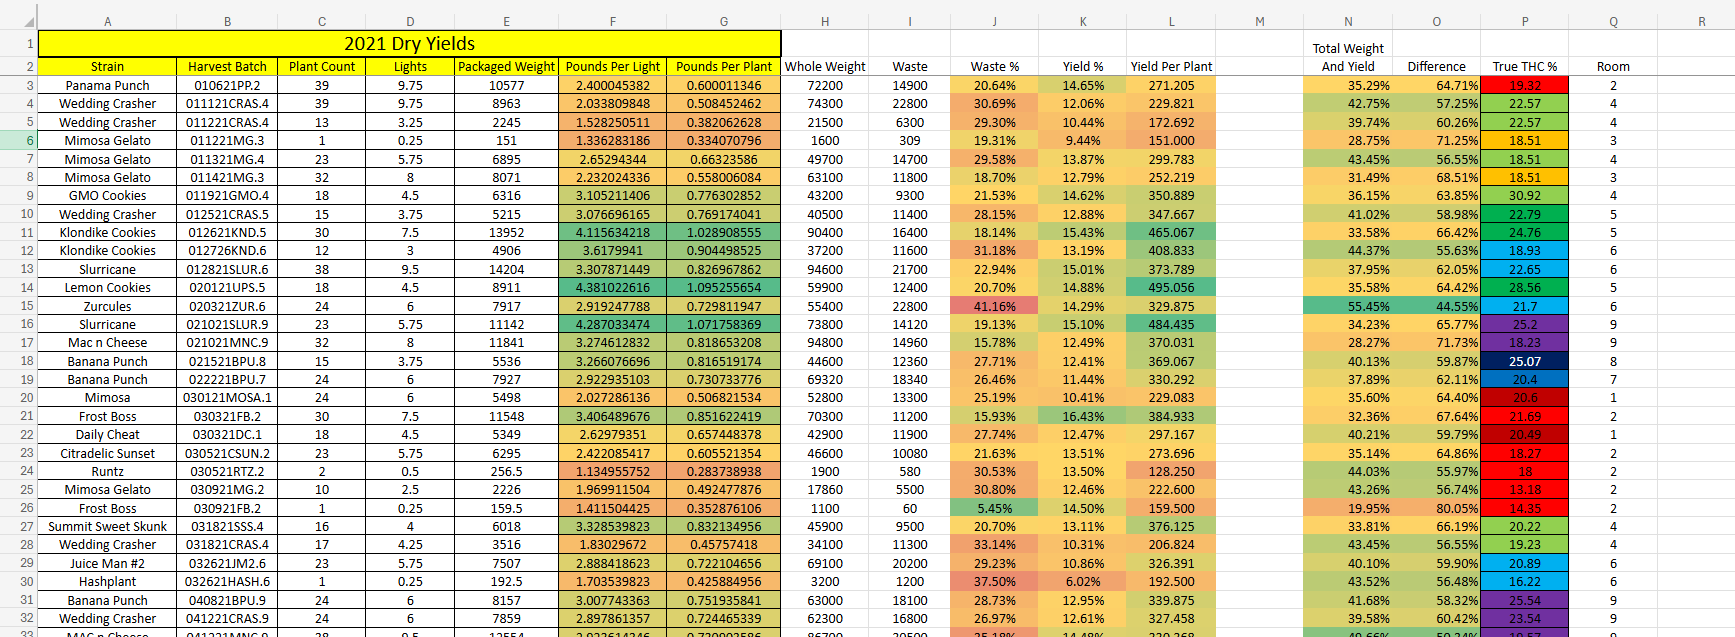 A B C D E F G H I J K L M N O P Q R
1 2021 Dry Yields Total Weight
2 Strain Harvest Batch Plant Count Lights Packaged Weight Pounds Per Light Pounds Per Plant Whole Weight Waste Waste % Yield % Yield Per Plant And Yield Difference True THC % Room
3 Panama Punch 010621PP.2 39 9.75 10577 2.400045382 0.600011346 72200 14900 20.64% 14.65% 271.205 35.29% 64.71% 19.32 2
4 Wedding Crasher 011121CRAS.4 39 9.75 8963 2.033809848 0.508452462 74300 22800 30.69% 12.06% 229.821 42.75% 57.25% 22.57 4
5 Wedding Crasher 011221CRAS.4 13 3.25 2245 1.528250511 0.382062628 21500 6300 29.30% 10.44% 172.692 39.74% 60.26% 22.57 4
6 Mimosa Gelato 011221MG.3 1 0.25 151 1.336283186 0.334070796 1600 309 19.31% 9.44% 151.000 28.75% 71.25% 18.51 3
7 Mimosa Gelato 011321MG.4 23 5.75 6895 2.65294344 0.66323586 49700 14700 29.58% 13.87% 299.783 43.45% 56.55% 18.51 4
8 Mimosa Gelato 011421MG.3 32 8 8071 2.232024336 0.558006084 63100 11800 18.70% 12.79% 252.219 31.49% 68.51% 18.51 3
9 GMO Cookies 011921GMO.4 18 4.5 6316 3.105211406 0.776302852 43200 9300 21.53% 14.62% 350.889 36.15% 63.85% 30.92 4
10 Wedding Crasher 012521CRAS.5 15 3.75 5215 3.076696165 0.769174041 40500 11400 28.15% 12.88% 347.667 41.02% 58.98% 22.79 5
11 Klondike Cookies 012621KND.5 30 7.5 13952 4.115634218 1.028908555 90400 16400 18.14% 15.43% 465.067 33.58% 66.42% 24.76 5
12 Klondike Cookies 012726KND.6 12 3 4906 3.6179941 0.904498525 37200 11600 31.18% 13.19% 408.833 44.37% 55.63% 18.93 6
13 Slurricane 012821SLUR.6 38 9.5 14204 3.307871449 0.826967862 94600 21700 22.94% 15.01% 373.789 37.95% 62.05% 22.65 6
14 Lemon Cookies 020121UPS.5 18 4.5 8911 4.381022616 1.095255654 59900 12400 20.70% 14.88% 495.056 35.58% 64.42% 28.56 5
15 Zurcules 020321ZUR.6 24 6 7917 2.919247788 0.729811947 55400 22800 41.16% 14.29% 329.875 55.45% 44.55% 21.7 6
16 Slurricane 021021SLUR.9 23 5.75 11142 4.287033474 1.071758369 73800 14120 19.13% 15.10% 484.435 34.23% 65.77% 25.2 9
17 Mac n Cheese 021021MNC.9 32 8 11841 3.274612832 0.818653208 94800 14960 15.78% 12.49% 370.031 28.27% 71.73% 18.23 9
18 Banana Punch 021521BPU.8 15 3.75 5536 3.266076696 0.816519174 44600 12360 27.71% 12.41% 369.067 40.13% 59.87% 25.07 8
19 Banana Punch 022221BPU.7 24 6 7927 2.922935103 0.730733776 69320 18340 26.46% 11.44% 330.292 37.89% 62.11% 20.4 7
20 Mimosa 030121MOSA.1 24 6 5498 2.027286136 0.506821534 52800 13300 25.19% 10.41% 229.083 35.60% 64.40% 20.6 1
21 Frost Boss 030321FB.2 30 7.5 11548 3.406489676 0.851622419 70300 11200 15.93% 16.43% 384.933 32.36% 67.64% 21.69 2
22 Daily Cheat 030321DC.1 18 4.5 5349 2.62979351 0.657448378 42900 11900 27.74% 12.47% 297.167 40.21% 59.79% 20.49 1
23 Citradelic Sunset 030521CSUN.2 23 5.75 6295 2.422085417 0.605521354 46600 10080 21.63% 13.51% 273.696 35.14% 64.86% 18.27 2
24 Runtz 030521RTZ.2 2 0.5 256.5 1.134955752 0.283738938 1900 580 30.53% 13.50% 128.250 44.03% 55.97% 18 2
25 Mimosa Gelato 030921MG.2 10 2.5 2226 1.969911504 0.492477876 17860 5500 30.80% 12.46% 222.600 43.26% 56.74% 13.18 2
26 Frost Boss 030921FB.2 1 0.25 159.5 1.411504425 0.352876106 1100 60 5.45% 14.50% 159.500 19.95% 80.05% 14.35 2
27 Summit Sweet Skunk 031821SSS.4 16 4 6018 3.328539823 0.832134956 45900 9500 20.70% 13.11% 376.125 33.81% 66.19% 20.22 4
28 Wedding Crasher 031821CRAS.4 17 4.25 3516 1.83029672 0.45757418 34100 11300 33.14% 10.31% 206.824 43.45% 56.55% 19.23 4
29 Juice Man #2 032621JM2.6 23 5.75 7507 2.888418623 0.722104656 69100 20200 29.23% 10.86% 326.391 40.10% 59.90% 20.89 6
30 Hashplant 032621HASH.6 1 0.25 192.5 1.703539823 0.425884956 3200 1200 37.50% 6.02% 192.500 43.52% 56.48% 16.22 6
31 Banana Punch 040821BPU.9 24 6 8157 3.007743363 0.751935841 63000 18100 28.73% 12.95% 339.875 41.68% 58.32% 25.54 9
32 Wedding Crasher 041221CRAS.9 24 6 7859 2.897861357 0.724465339 62300 16800 26.97% 12.61% 327.458 39.58% 60.42% 23.54 9